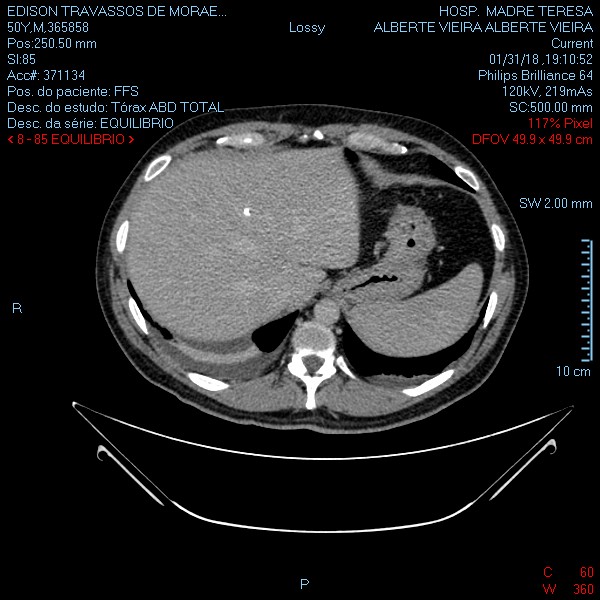 EDISON TRAVASSOS DE MORAE...
HOSP. MADRE TERESA
50Y,M,365858
Lossy
ALBERTE VIEIRA ALBERTE VIEIRA
Pos:250.50 mm
Current
SI:85
01/31/18 ,19:10:52
Acc#: 371134
Philips Brilliance 64
Pos. do paciente: FFS
120kV, 219mAs
Desc. do estudo: Tórax ABD TOTAL
SC:500.00 mm
Desc. da série: EQUILIBRIO
117% Pixel
< 8 - 85 EQUILIBRIO >
DFOV 49.9 x 49.9 cm
SW 2.00 mm
R
10 cm
P
C 60
W 360